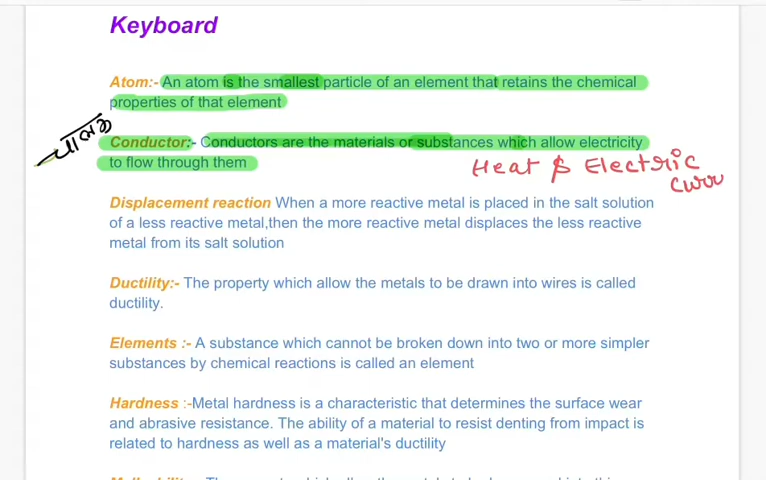 Keyboard
Atom:- An atom is the smallest particle of an element that retains the chemical
properties of that element
Conductor:- Conductors are the materials or substances which allow electricity
to flow through them
Heat & Electric
Displacement reaction When a more reactive metal is placed in the salt solution
of a less reactive metal,then the more reactive metal displaces the less reactive
metal from its salt solution
Ductility:- The property which allow the metals to be drawn into wires is called
ductility.
Elements :- A substance which cannot be broken down into two or more simpler
substances by chemical reactions is called an element
Hardness :-Metal hardness is a characteristic that determines the surface wear
and abrasive resistance. The ability of a material to resist denting from impact is
related to hardness as well as a material's ductility